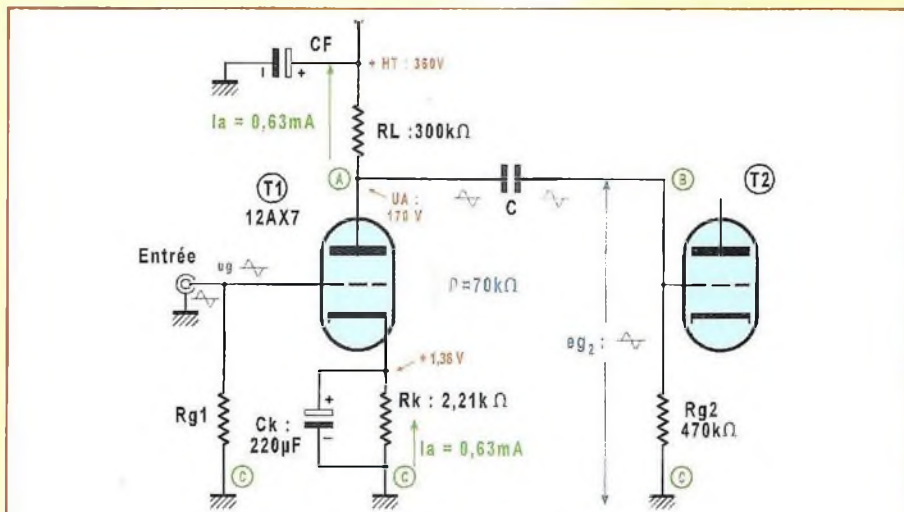 CF
+ HT : 360V
Ia = 0,63mA
RL : 300kΩ
A
B
T1
T2
12AX7
UA :
170 V
C
Entrée
ug
ρ=70kΩ
eg2 :
+ 1,36 V
Rg1
Ck :
220µF
+
−
Rk : 2,21k Ω
Ia = 0,63mA
Rg2
470kΩ
C
C
C